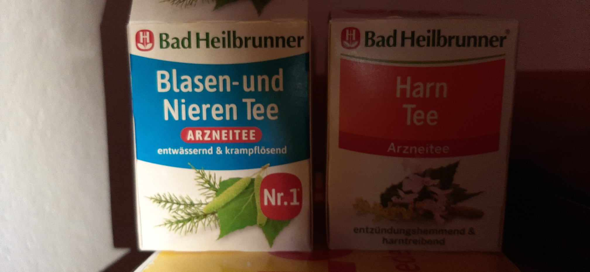 Bad Heilbrunner
Blasen- und
Nieren Tee
ARZNEITEE
entwässernd & krampflösend
Nr.1
Bad Heilbrunner®
Harn
Tee
Arzneitee
entzündungshemmend &
harntreibend